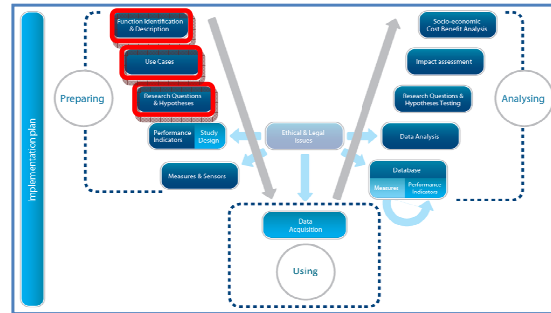 Implementation plan
Preparing
Function Identification
& Description
Use Cases
Research Questions
& Hypotheses
Performance
Indicators
Study
Design
Measures & Sensors
Ethical & Legal
Issues
Data
Acquisition
Using
Socio-economic
Cost Benefit Analysis
Impact assessment
Research Questions &
Hypotheses Testing
Data Analysis
Database
Measures
Performance
Indicators
Analysing